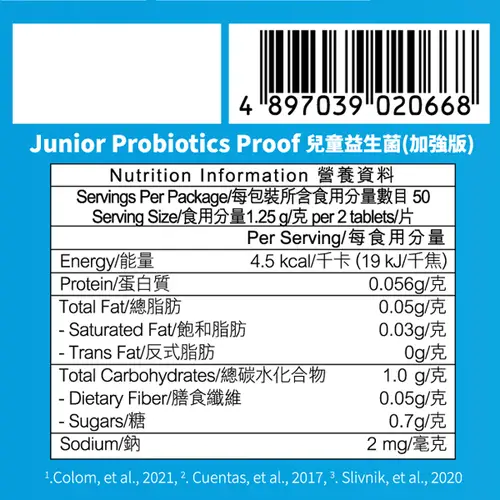 4 897039 020668
Junior Probiotics Proof 兒童益生菌(加強版)
Nutrition Information 營養資料
Servings Per Package/每包裝所含食用分量數目 50
Serving Size/食用分量1.25 g/克 per 2 tablets/片
Per Serving/每食用分量
Energy/能量 4.5 kcal/千卡 (19 kJ/千焦)
Protein/蛋白質 0.056g/克
Total Fat/總脂肪 0.05g/克
- Saturated Fat/飽和脂肪 0.03g/克
- Trans Fat/反式脂肪 0g/克
Total Carbohydrates/總碳水化合物 1.0 g/克
- Dietary Fiber/膳食纖維 0.05g/克
- Sugars/糖 0.7g/克
Sodium/鈉 2 mg/毫克
¹.Colom, et al., 2021, ². Cuentas, et al., 2017, ³. Slivnik, et al., 2020